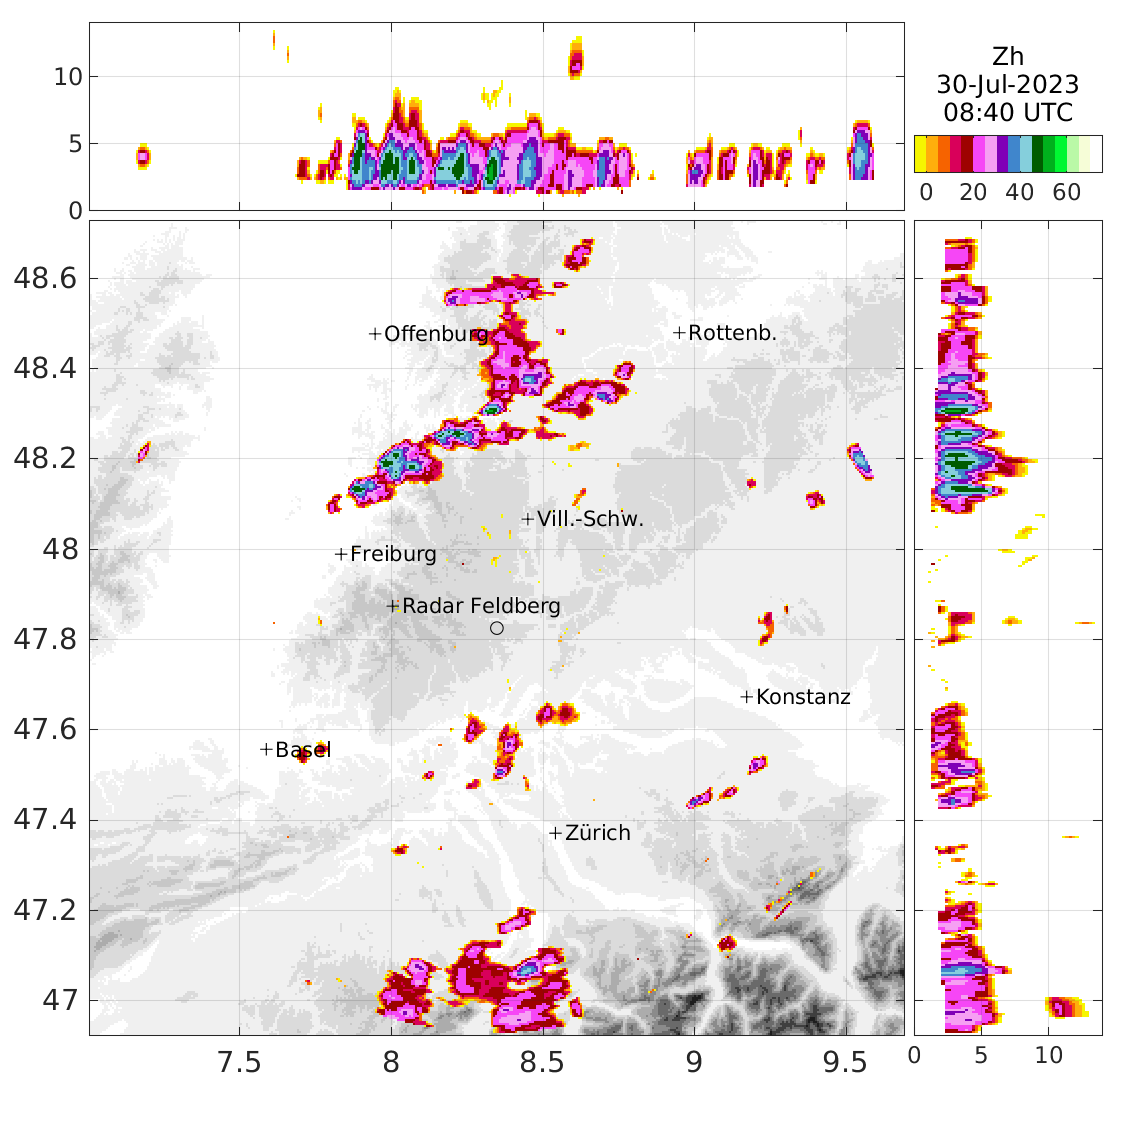 10
5
0
Zh
30-Jul-2023
08:40 UTC
0 20 40 60
48.6
48.4
48.2
48
47.8
47.6
47.4
47.2
47
+Offenburg
+Rottenb.
+Vill.-Schw.
+Freiburg
+Radar Feldberg
+Konstanz
+Basel
+Zürich
7.5 8 8.5 9 9.5
0 5 10